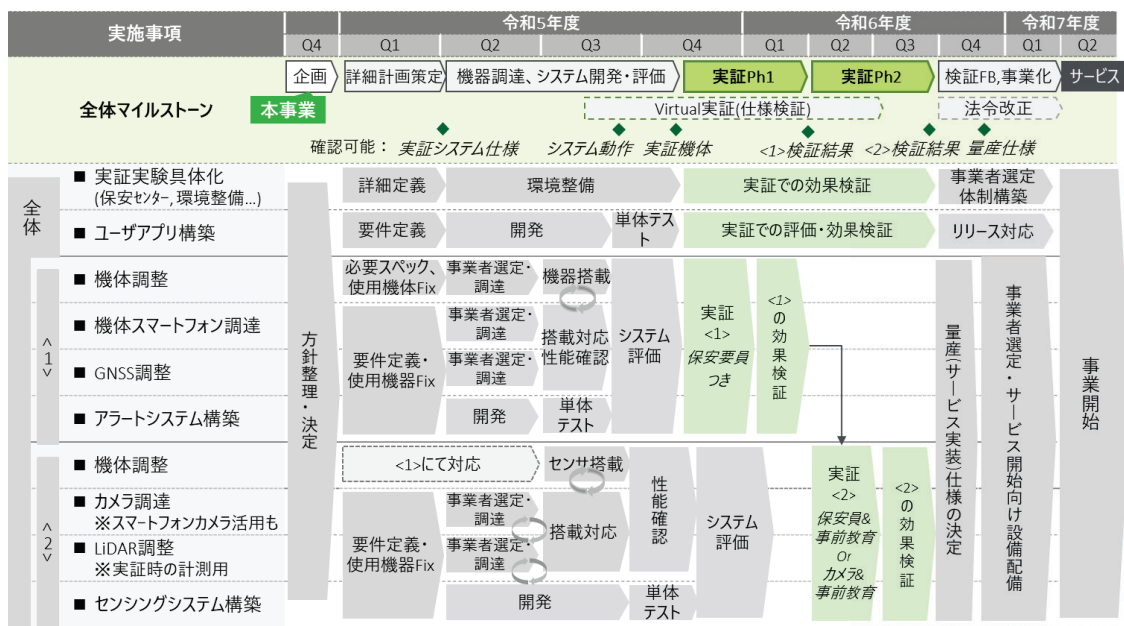 実施事項
令和5年度
令和6年度
令和7年度
Q4
Q1
Q2
Q3
Q4
Q1
Q2
Q3
Q4
Q1
Q2
全体マイルストーン
企画
詳細計画策定
機器調達、システム開発・評価
実証Ph1
実証Ph2
検証FB,事業化
サービス
本事業
Virtual実証(仕様検証)
法令改正
確認可能：
実証システム仕様
システム動作
実証機体
<1>検証結果
<2>検証結果
量産仕様
全体
■ 実証実験具体化
(保安センター,環境整備…)
詳細定義
環境整備
実証での効果検証
事業者選定
体制構築
■ ユーザアプリ構築
要件定義
開発
単体テス
ト
実証での評価・効果検証
リリース対応
方針整理・決定
<1>
■ 機体調整
必要スペック、
使用機体Fix
事業者選定・
調達
機器搭載
■ 機体スマートフォン調達
事業者選定・
調達
■ GNSS調整
要件定義・
使用機器Fix
事業者選定・
調達
搭載対応
性能確認
■ アラートシステム構築
開発
単体
テスト
システム
評価
実証
<1>
保安要員
つき
<1>の効果検証
量産(サービス実装)仕様の決定
事業者選定・サービス開始向け設備配備
事業開始
<2>
■ 機体調整
<1>にて対応
センサ搭載
■ カメラ調達
※スマートフォンカメラ活用も
事業者選定・
調達
■ LiDAR調整
※実証時の計測用
要件定義・
使用機器Fix
事業者選定・
調達
搭載対応
■ センシングシステム構築
開発
単体
テスト
性能確認
システム
評価
実証
<2>
保安員&
事前教育
Or
カメラ&
事前教育
<2>の効果検証